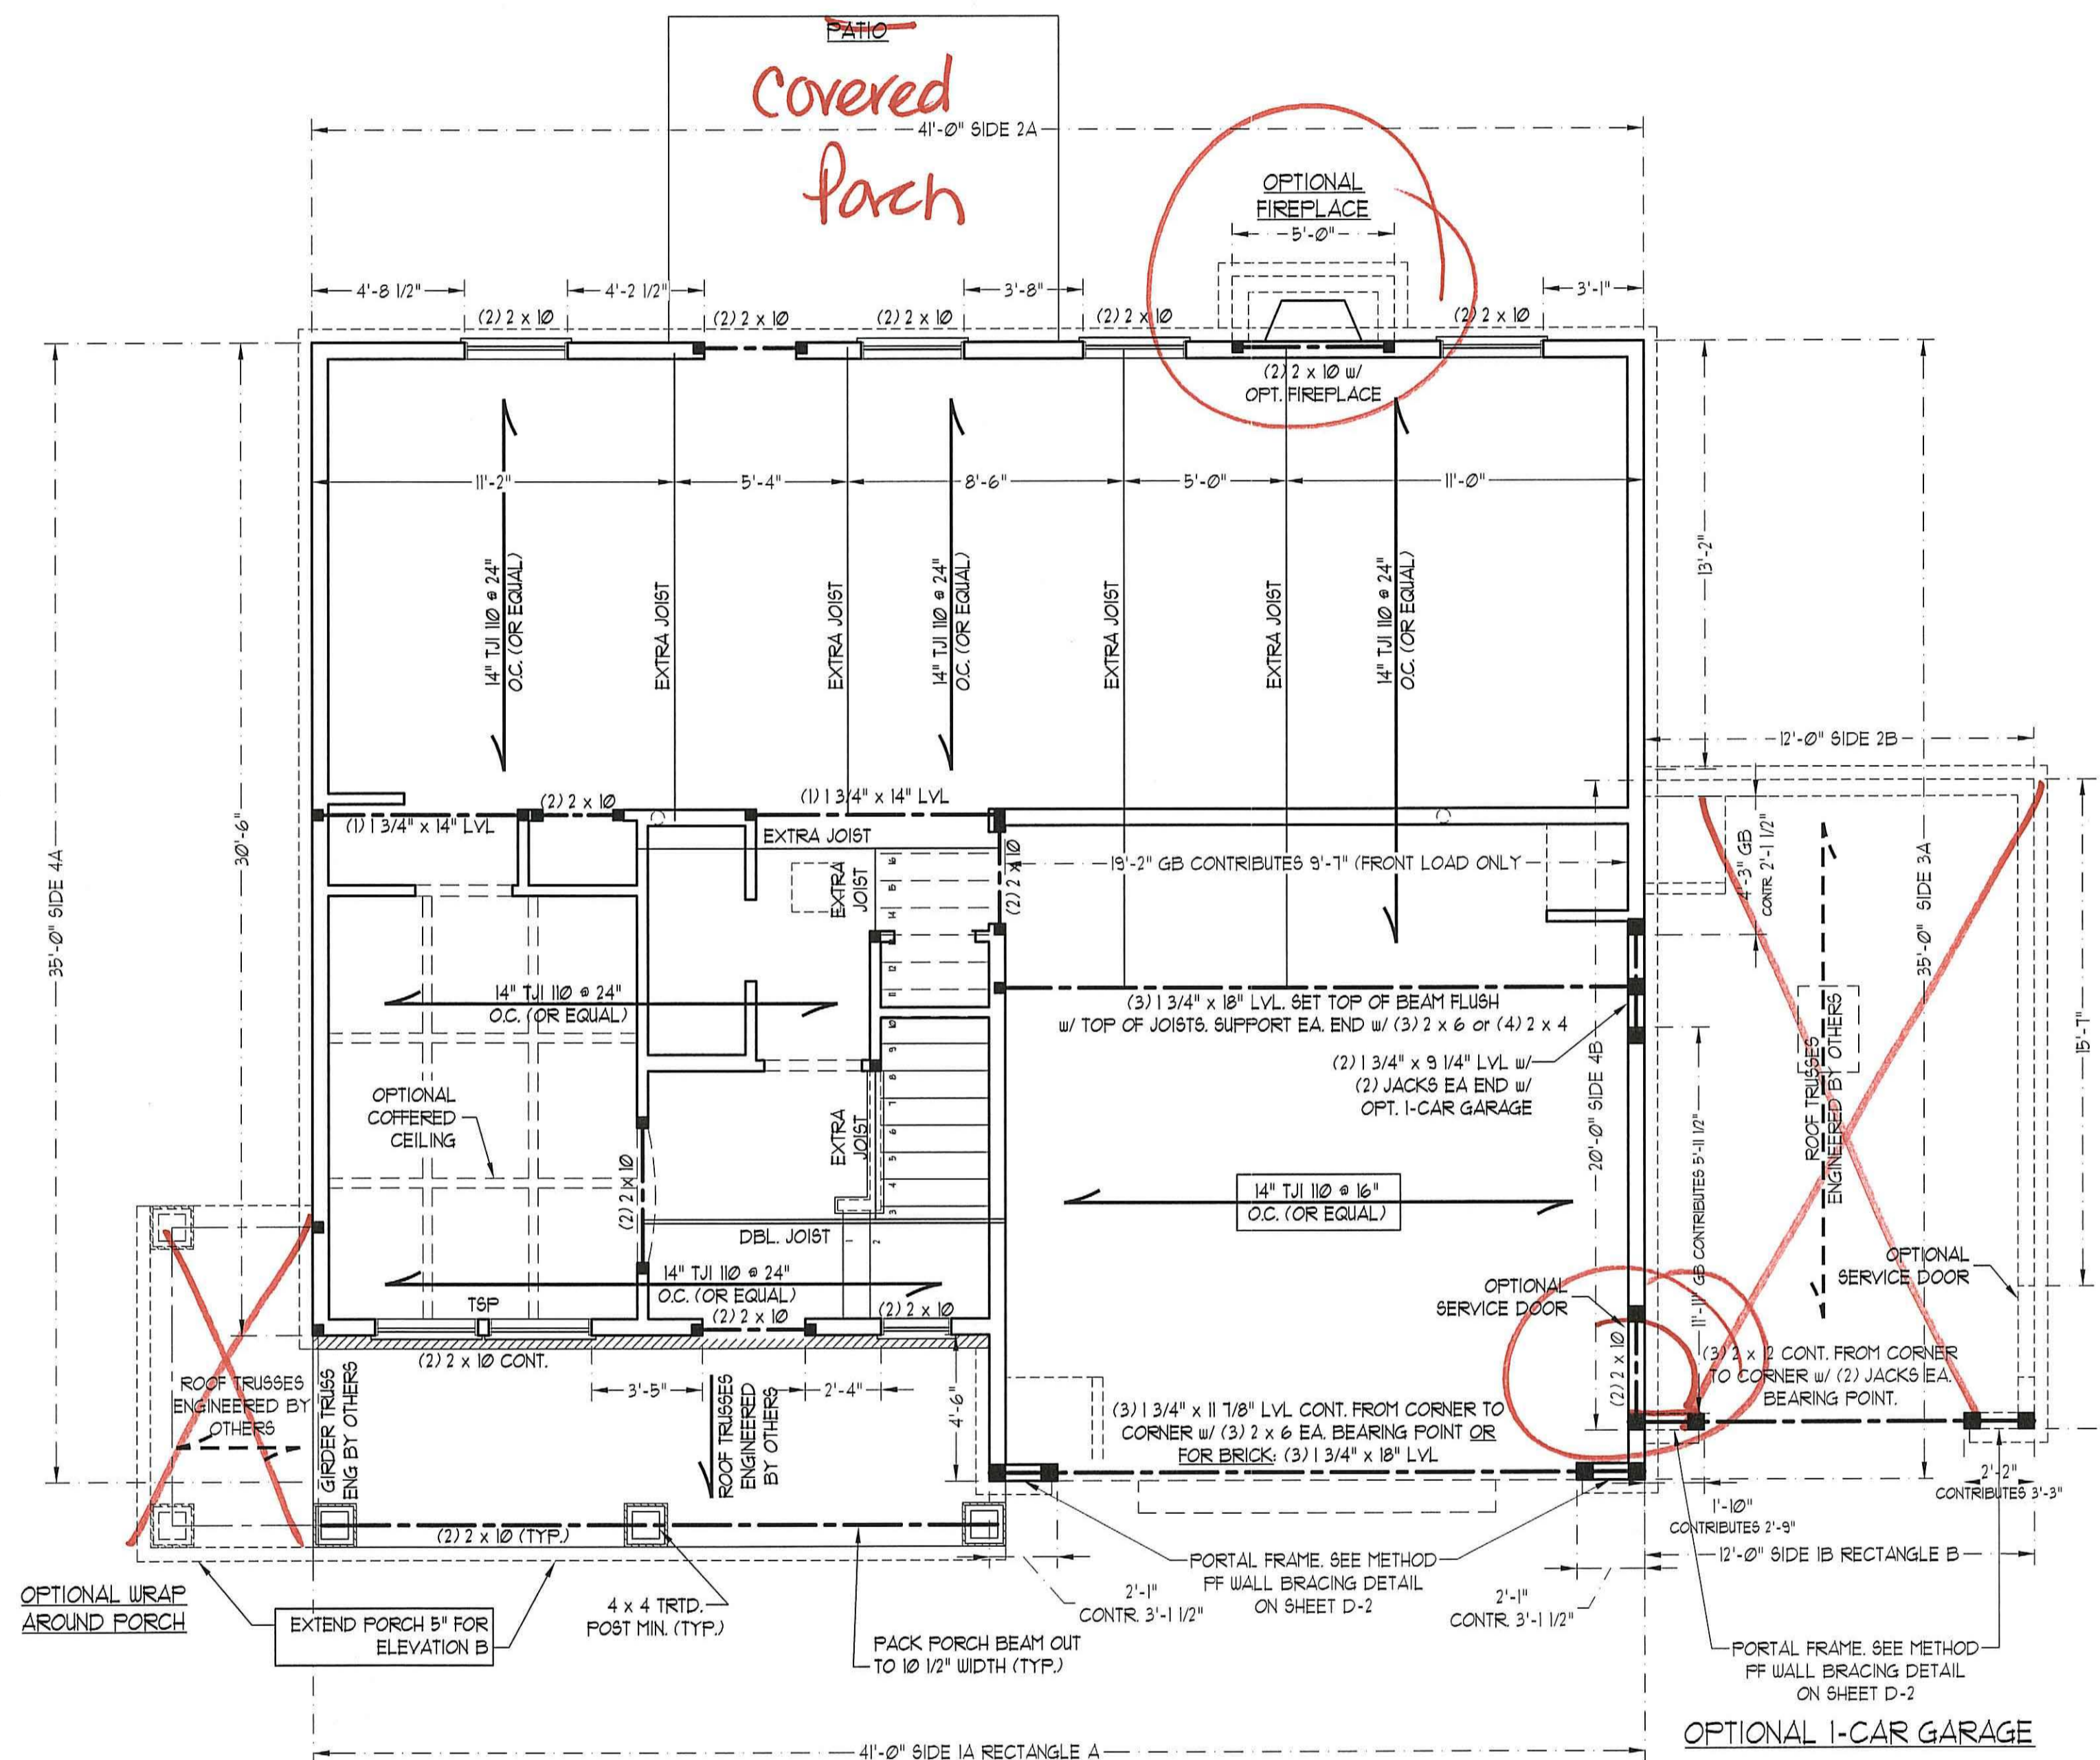 PATIO
Covered
Porch
41'-0" SIDE 2A
OPTIONAL
FIREPLACE
5'-0"
4'-8 1/2"
4'-2 1/2"
3'-8"
3'-1"
(2) 2 x 10
(2) 2 x 10
(2) 2 x 10
(2) 2 x 10
(2) 2 x 10
(2) 2 x 10 w/
OPT. FIREPLACE
11'-2"
5'-4"
8'-6"
5'-0"
11'-0"
14" TJI 110 @ 24"
O.C. (OR EQUAL)
EXTRA JOIST
EXTRA JOIST
14" TJI 110 @ 24"
O.C. (OR EQUAL)
EXTRA JOIST
EXTRA JOIST
14" TJI 110 @ 24"
O.C. (OR EQUAL)
13'-2"
35'-0" SIDE 4A
30'-6"
35'-0" SIDE 3A
12'-0" SIDE 2B
(2) 2 x 10
(1) 1 3/4" x 14" LVL
(1) 1 3/4" x 14" LVL
EXTRA JOIST
EXTRA
JOIST
16
15
14
12
11
10
9
8
7
6
5
4
3
2
1
(2) 2 x 10
19'-2" GB CONTRIBUTES 9'-7" (FRONT LOAD ONLY
4'-3" GB
CONTR. 2'-1 1/2"
14" TJI 110 @ 24"
O.C. (OR EQUAL)
(3) 1 3/4" x 18" LVL. SET TOP OF BEAM FLUSH
w/ TOP OF JOISTS. SUPPORT EA. END w/ (3) 2 x 6 or (4) 2 x 4
(2) 1 3/4" x 9 1/4" LVL w/
(2) JACKS EA END w/
OPT. 1-CAR GARAGE
20'-0" SIDE 4B
ROOF TRUSSES
ENGINEERED BY OTHERS
15'-7"
OPTIONAL
COFFERED
CEILING
EXTRA
JOIST
(2) 2 x 10
14" TJI 110 @ 16"
O.C. (OR EQUAL)
11'-11" GB CONTRIBUTES 5'-11 1/2"
DBL. JOIST
14" TJI 110 @ 24"
O.C. (OR EQUAL)
TSP
(2) 2 x 10
(2) 2 x 10
OPTIONAL
SERVICE DOOR
OPTIONAL
SERVICE DOOR
(2) 2 x 10
(2) 2 x 10 CONT.
3'-5"
2'-4"
4'-6"
ROOF TRUSSES
ENGINEERED BY
OTHERS
GIRDER TRUSS
ENG BY OTHERS
ROOF TRUSSES
ENGINEERED
BY OTHERS
(3) 2 x 12 CONT. FROM CORNER
TO CORNER w/ (2) JACKS EA.
BEARING POINT.
(3) 1 3/4" x 11 7/8" LVL CONT. FROM CORNER TO
CORNER w/ (3) 2 x 6 EA. BEARING POINT OR
FOR BRICK: (3) 1 3/4" x 18" LVL
2'-2"
CONTRIBUTES 3'-3"
1'-10"
CONTRIBUTES 2'-9"
(2) 2 x 10 (TYP.)
12'-0" SIDE 1B RECTANGLE B
PORTAL FRAME. SEE METHOD
PF WALL BRACING DETAIL
ON SHEET D-2
2'-1"
CONTR. 3'-1 1/2"
2'-1"
CONTR. 3'-1 1/2"
OPTIONAL WRAP
AROUND PORCH
EXTEND PORCH 5" FOR
ELEVATION B
4 x 4 TRTD.
POST MIN. (TYP.)
PACK PORCH BEAM OUT
TO 10 1/2" WIDTH (TYP.)
PORTAL FRAME. SEE METHOD
PF WALL BRACING DETAIL
ON SHEET D-2
OPTIONAL 1-CAR GARAGE
41'-0" SIDE 1A RECTANGLE A